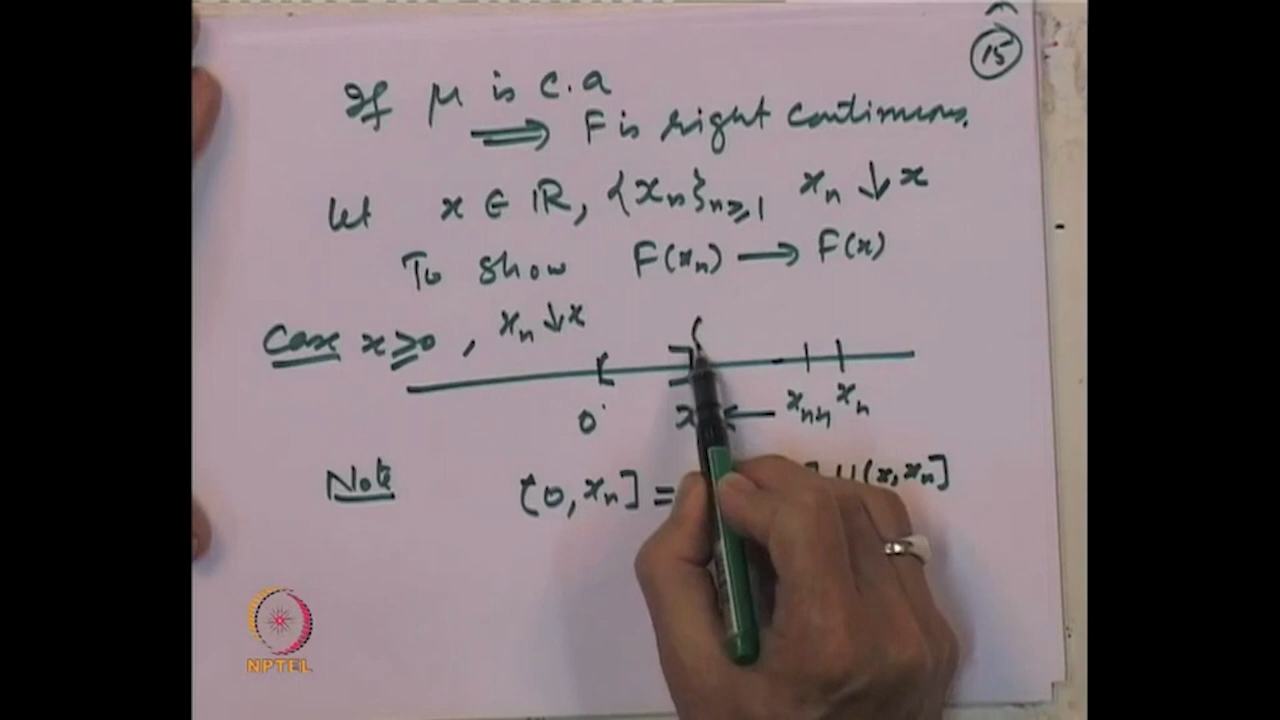 15
If μ is c.a
⟹ F is right continuous.
Let x ∈ ℝ, {xₙ}ₙ≥₁ xₙ ↓ x
To show F(xₙ) ⟶ F(x)
Case x ≥ 0, xₙ ↓ x
0 x ← xₙ₊₁ xₙ
Note (0, xₙ] = ] ∪ (x, xₙ]
NPTEL